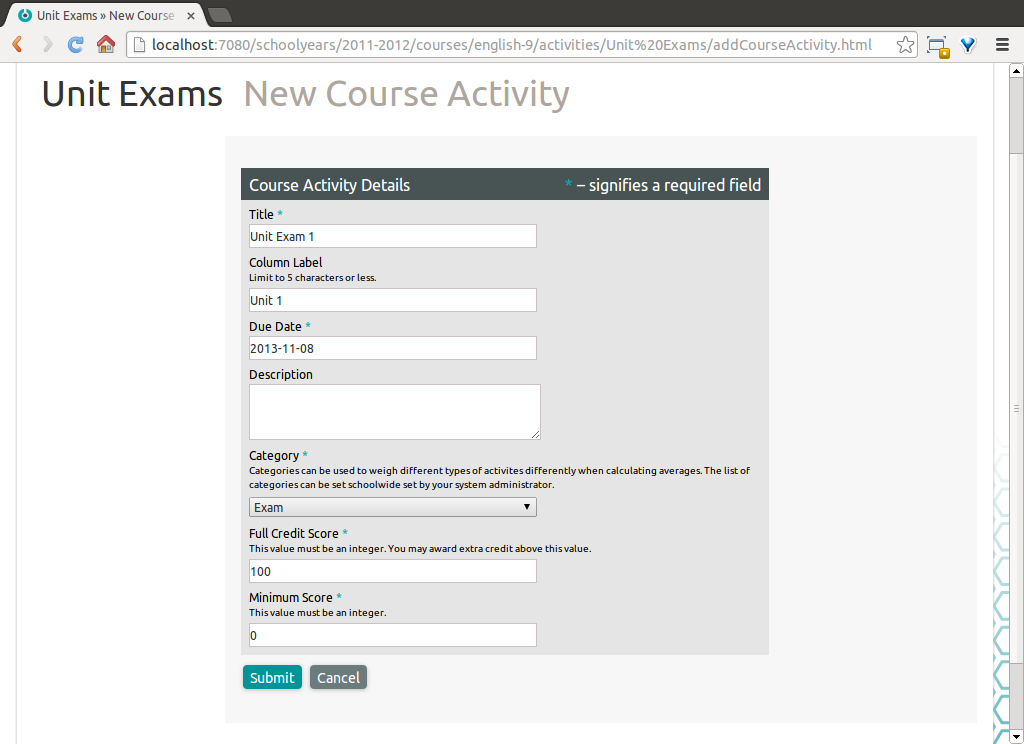 Unit Exams » New Course
localhost:7080/schoolyears/2011-2012/courses/english-9/activities/Unit%20Exams/addCourseActivity.html
Unit Exams New Course Activity
Course Activity Details * – signifies a required field
Title *
Unit Exam 1
Column Label
Limit to 5 characters or less.
Unit 1
Due Date *
2013-11-08
Description
Category *
Categories can be used to weigh different types of activites differently when calculating averages. The list of
categories can be set schoolwide set by your system administrator.
Exam
Full Credit Score *
This value must be an integer. You may award extra credit above this value.
100
Minimum Score *
This value must be an integer.
0
Submit Cancel